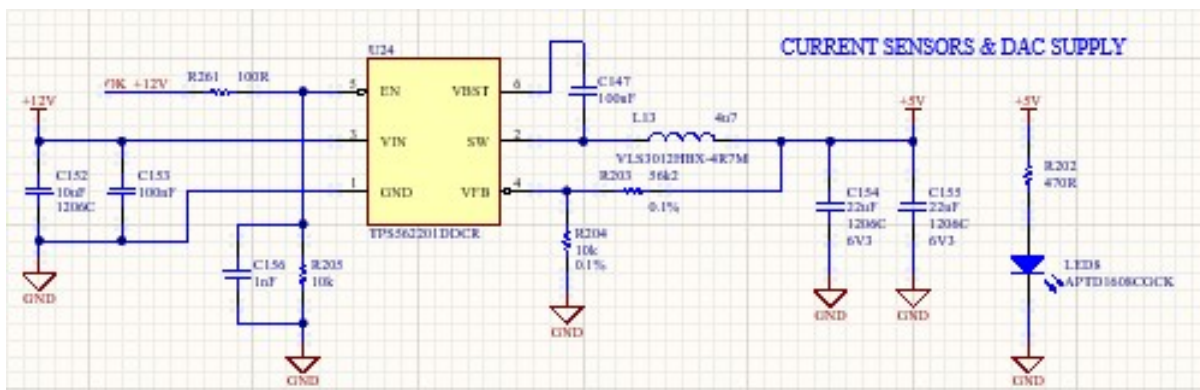 CURRENT SENSORS & DAC SUPPLY
U24
OK +12V
R261 100R
5
EN
VBST
6
C147
100nF
+12V
3
VIN
SW
2
L13 4u7
VLS3012HBX-4R7M
+5V
+5V
C152
10uF
1206C
C153
100nF
1
GND
VFB
4
R203 56k2
0.1%
R204
10k
0.1%
TPS562201DDCR
C154
22uF
1206C
6V3
C155
22uF
1206C
6V3
R202
470R
C156
1nF
R205
10k
LED8
APTD1608CGCK
GND
GND
GND
GND
GND
GND